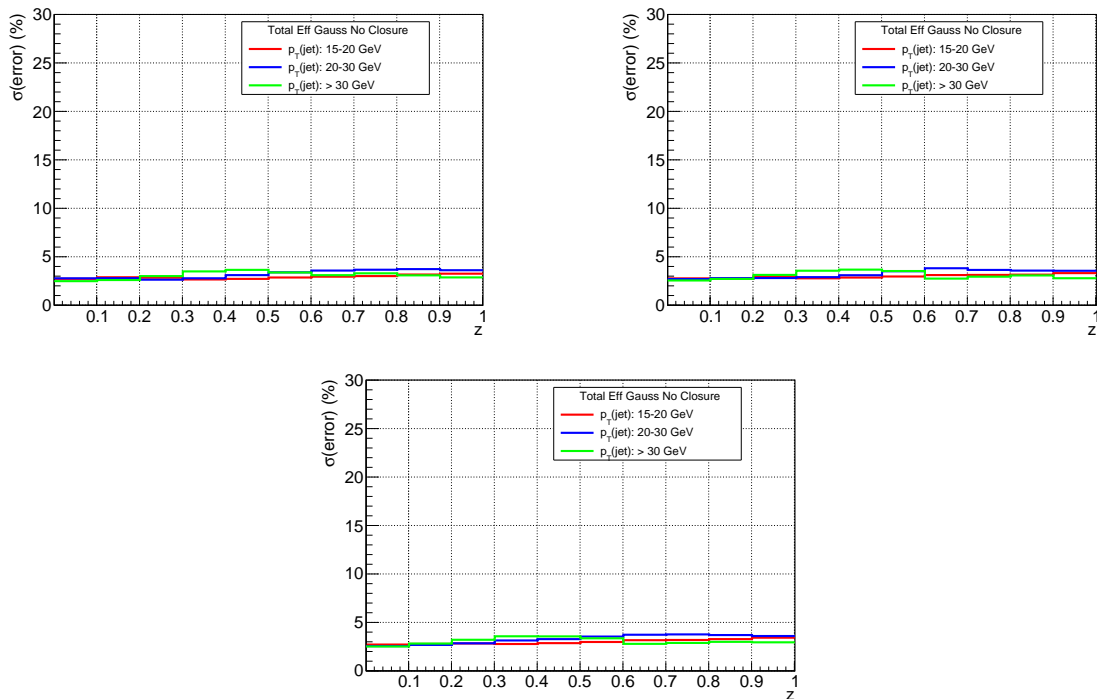 30
25
20
15
10
5
0
σ(error) (%)
Total Eff Gauss No Closure
p_T(jet): 15-20 GeV
p_T(jet): 20-30 GeV
p_T(jet): > 30 GeV
0.1 0.2 0.3 0.4 0.5 0.6 0.7 0.8 0.9 1
z
30
25
20
15
10
5
0
σ(error) (%)
Total Eff Gauss No Closure
p_T(jet): 15-20 GeV
p_T(jet): 20-30 GeV
p_T(jet): > 30 GeV
0.1 0.2 0.3 0.4 0.5 0.6 0.7 0.8 0.9 1
z
30
25
20
15
10
5
0
σ(error) (%)
Total Eff Gauss No Closure
p_T(jet): 15-20 GeV
p_T(jet): 20-30 GeV
p_T(jet): > 30 GeV
0.1 0.2 0.3 0.4 0.5 0.6 0.7 0.8 0.9 1
z